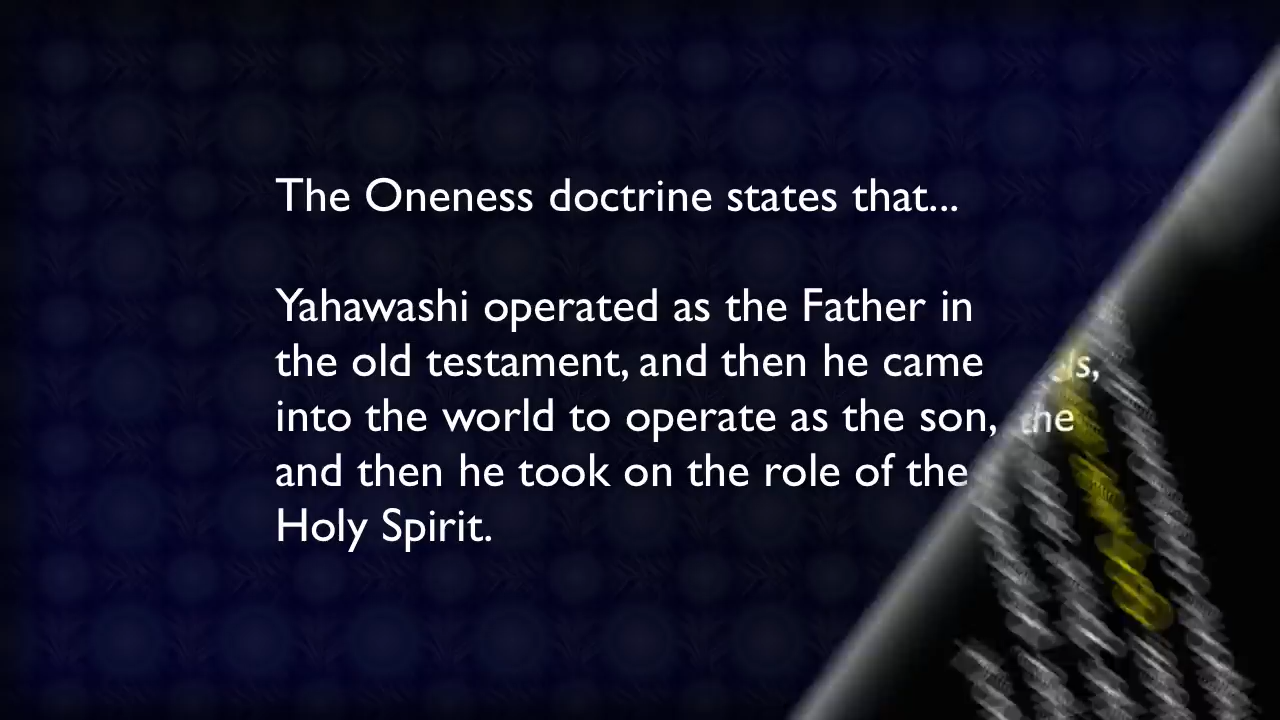 The Oneness doctrine states that...
Yahawashi operated as the Father in
the old testament, and then he came
into the world to operate as the son, the
and then he took on the role of the
Holy Spirit.